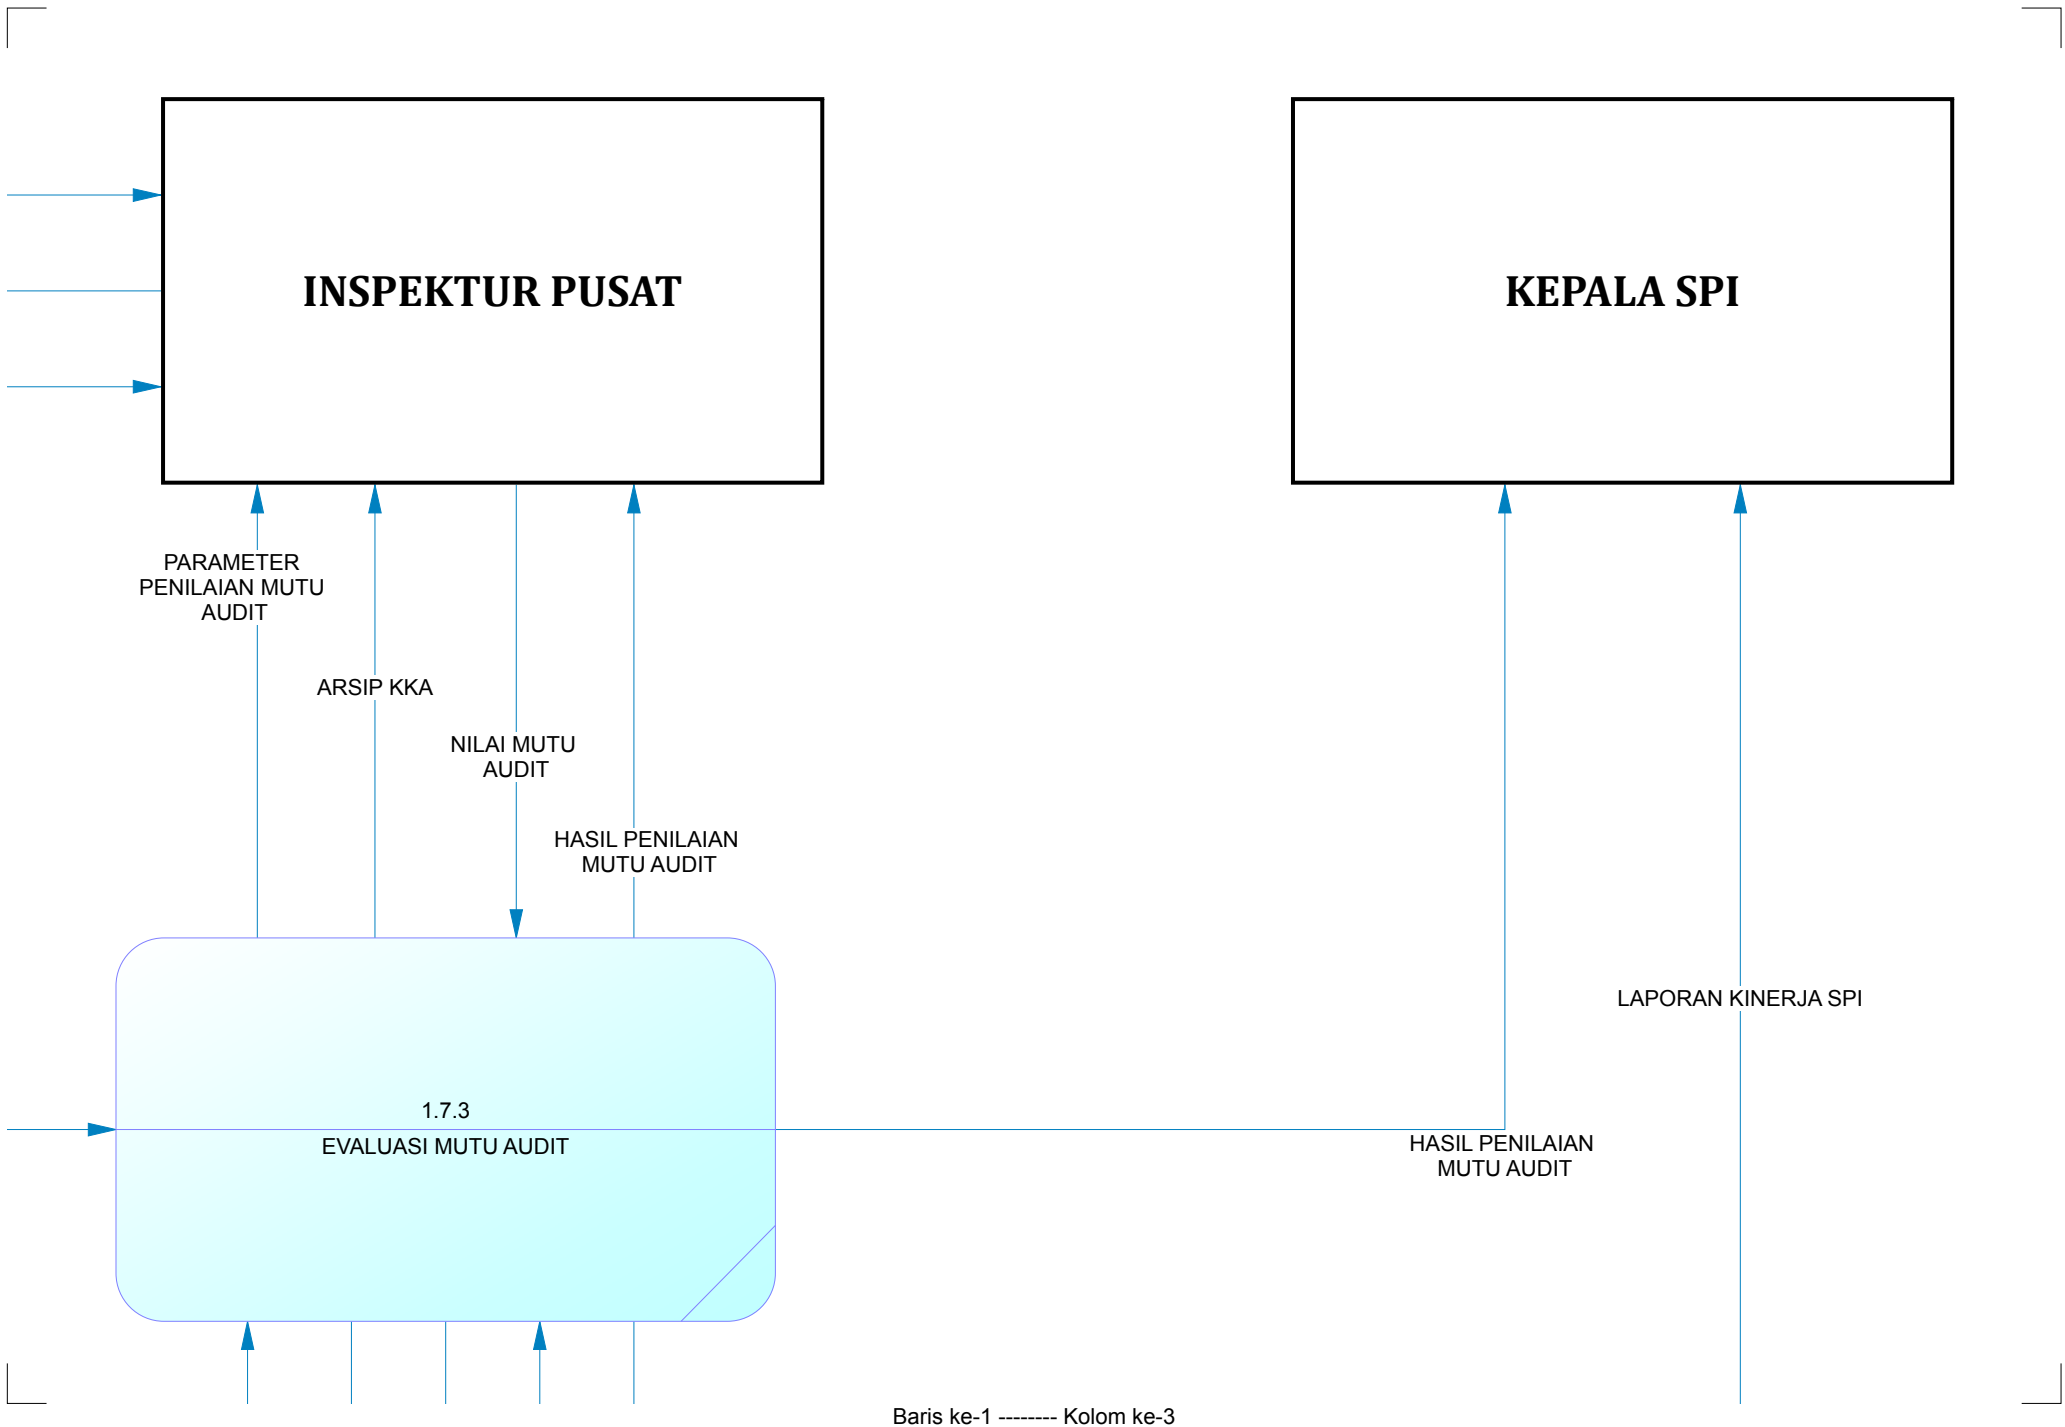 INSPEKTUR PUSAT
KEPALA SPI
PARAMETER
PENILAIAN MUTU
AUDIT
ARSIP KKA
NILAI MUTU
AUDIT
HASIL PENILAIAN
MUTU AUDIT
LAPORAN KINERJA SPI
1.7.3
EVALUASI MUTU AUDIT
HASIL PENILAIAN
MUTU AUDIT
Baris ke-1 -------- Kolom ke-3